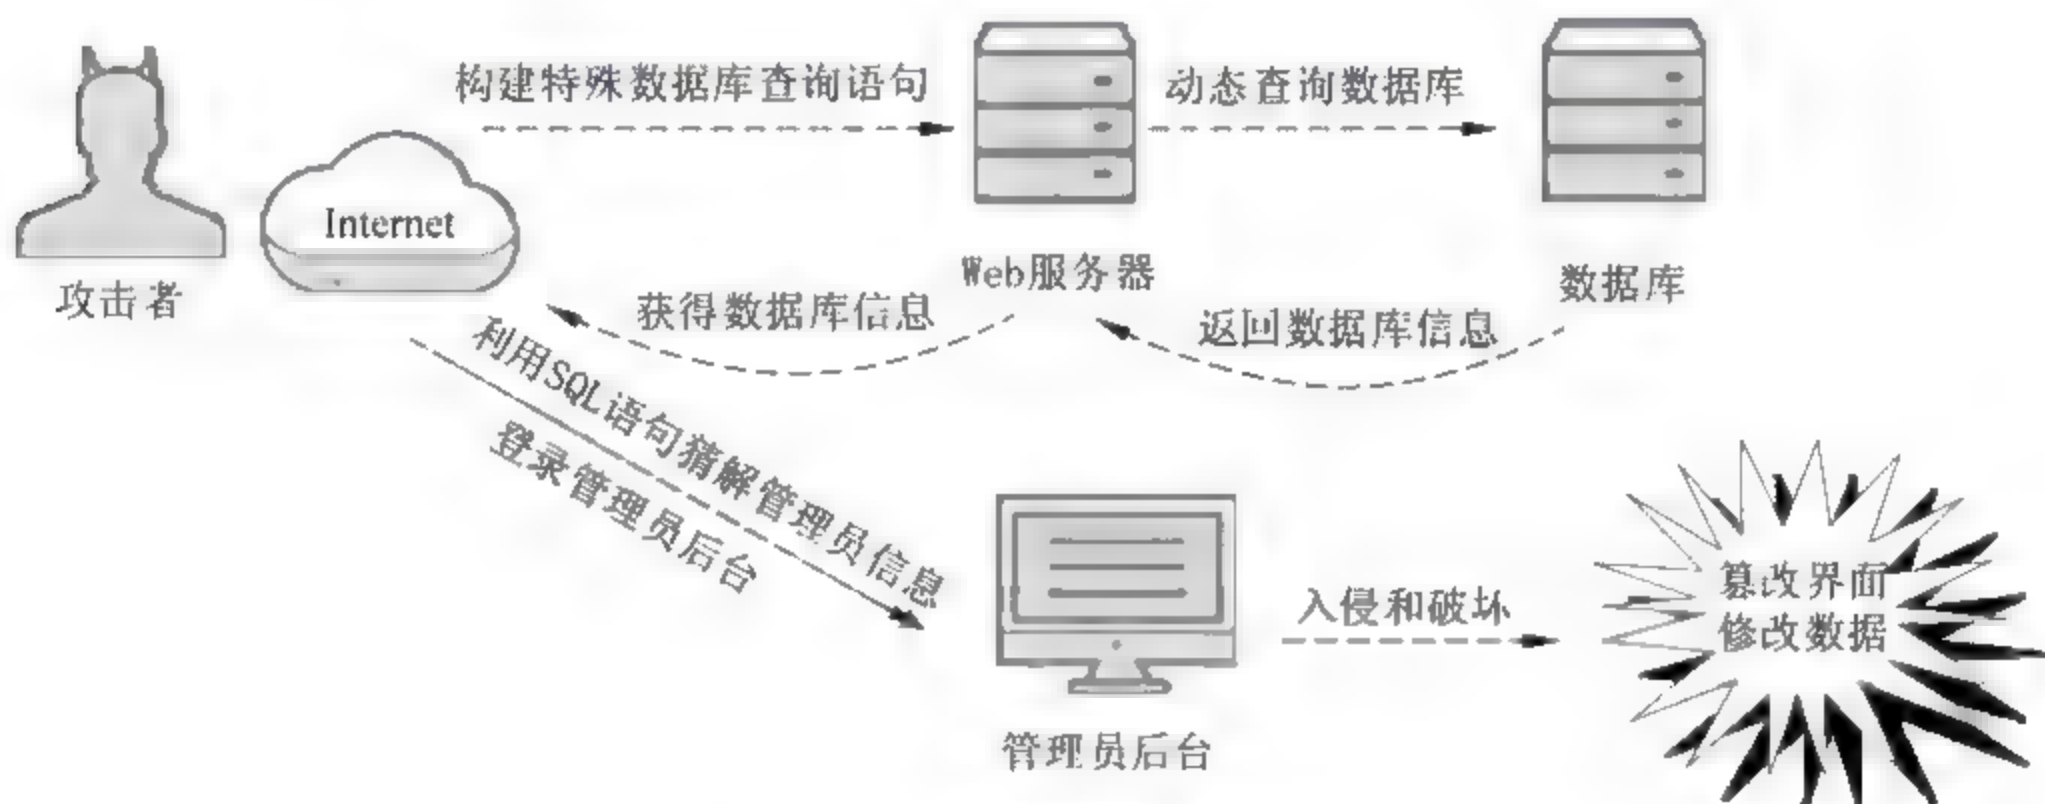 构建特殊数据库查询语句
动态查询数据库
Internet
攻击者
Web服务器
数据库
获得数据库信息
返回数据库信息
利用SQL语句猜解管理员信息
登录管理员后台
入侵和破坏
篡改界面
修改数据
管理员后台